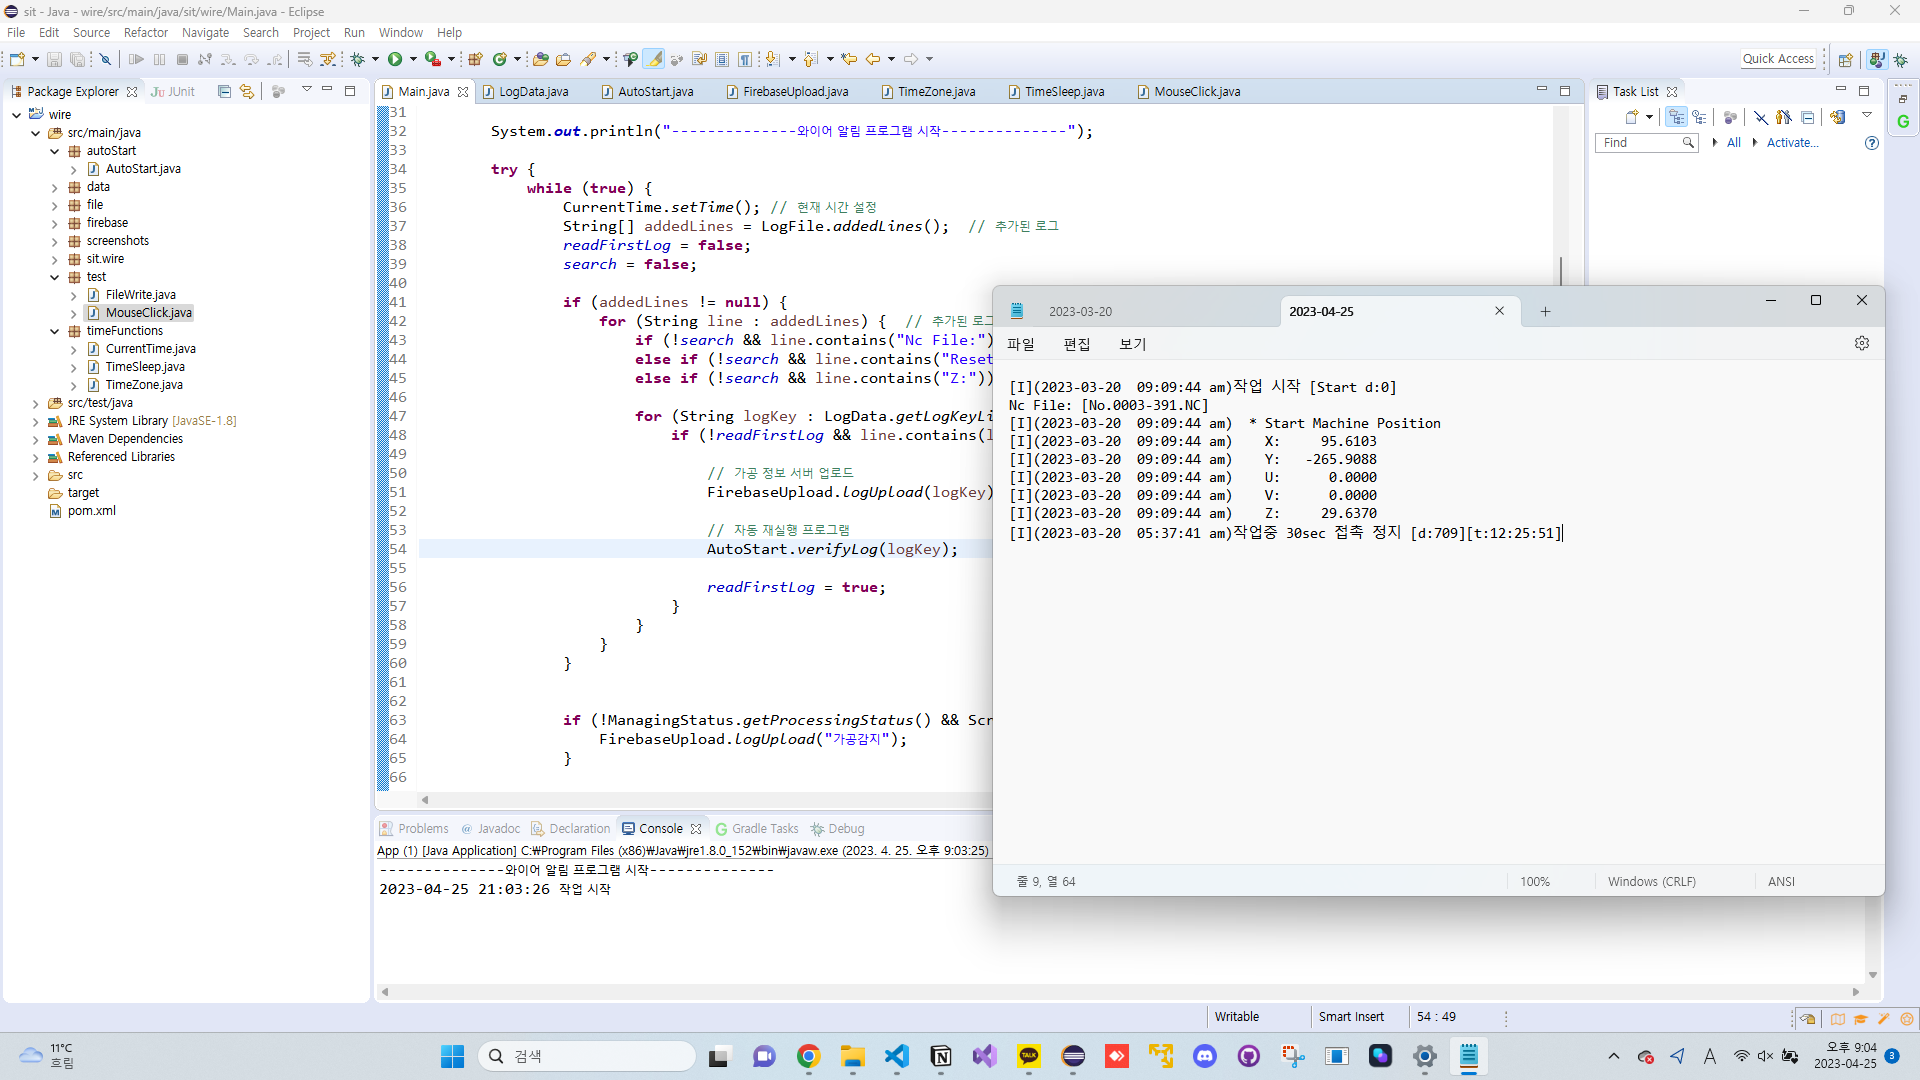 sit - Java - wire/src/main/java/sit/wire/Main.java - Eclipse
File Edit Source Refactor Navigate Search Project Run Window Help
Quick Access
Package Explorer
JUnit
wire
src/main/java
autoStart
AutoStart.java
data
file
firebase
screenshots
sit.wire
test
FileWrite.java
MouseClick.java
timeFunctions
CurrentTime.java
TimeSleep.java
TimeZone.java
src/test/java
JRE System Library [JavaSE-1.8]
Maven Dependencies
Referenced Libraries
src
target
pom.xml
Main.java LogData.java AutoStart.java FirebaseUpload.java TimeZone.java TimeSleep.java MouseClick.java
31
32 System.out.println("--------------와이어 알림 프로그램 시작--------------");
33
34 try {
35 while (true) {
36 CurrentTime.setTime(); // 현재 시간 설정
37 String[] addedLines = LogFile.addedLines(); // 추가된 로그
38 readFirstLog = false;
39 search = false;
40
41 if (addedLines != null) {
42 for (String line : addedLines) { // 추가된 로그
43 if (!search && line.contains("Nc File:")
44 else if (!search && line.contains("Reset
45 else if (!search && line.contains("Z:"))
46
47 for (String logKey : LogData.getLogKeyLi
48 if (!readFirstLog && line.contains(l
49
50 // 가공 정보 서버 업로드
51 FirebaseUpload.logUpload(logKey)
52
53 // 자동 재실행 프로그램
54 AutoStart.verifyLog(logKey);
55
56 readFirstLog = true;
57 }
58 }
59 }
60 }
61
62
63 if (!ManagingStatus.getProcessingStatus() && Scr
64 FirebaseUpload.logUpload("가공감지");
65 }
66
Task List
Find
All
Activate...
2023-03-20
2023-04-25
파일 편집 보기
[I](2023-03-20 09:09:44 am)작업 시작 [Start d:0]
Nc File: [No.0003-391.NC]
[I](2023-03-20 09:09:44 am) * Start Machine Position
[I](2023-03-20 09:09:44 am) X: 95.6103
[I](2023-03-20 09:09:44 am) Y: -265.9088
[I](2023-03-20 09:09:44 am) U: 0.0000
[I](2023-03-20 09:09:44 am) V: 0.0000
[I](2023-03-20 09:09:44 am) Z: 29.6370
[I](2023-03-20 05:37:41 am)작업중 30sec 접촉 정지 [d:709][t:12:25:51]
줄 9, 열 64
100%
Windows (CRLF)
ANSI
Problems Javadoc Declaration Console Gradle Tasks Debug
App (1) [Java Application] C:₩Program Files (x86)₩Java₩jre1.8.0_152₩bin₩javaw.exe (2023. 4. 25. 오후 9:03:25)
--------------와이어 알림 프로그램 시작--------------
2023-04-25 21:03:26 작업 시작
Writable
Smart Insert
54 : 49
11°C
흐림
검색
TALK
A
오후 9:04
2023-04-25
3